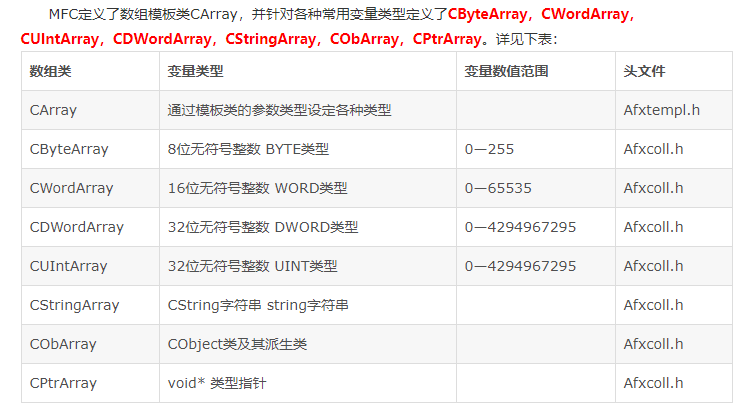 MFC定义了数组模板类CArray，并针对各种常用变量类型定义了CByteArray，CWordArray，
CUIntArray，CDWordArray，CStringArray，CObArray，CPtrArray。详见下表：
数组类 变量类型 变量数值范围 头文件
CArray 通过模板类的参数类型设定各种类型 Afxtempl.h
CByteArray 8位无符号整数 BYTE类型 0—255 Afxcoll.h
CWordArray 16位无符号整数 WORD类型 0—65535 Afxcoll.h
CDWordArray 32位无符号整数 DWORD类型 0—4294967295 Afxcoll.h
CUIntArray 32位无符号整数 UINT类型 0—4294967295 Afxcoll.h
CStringArray CString字符串 string字符串 Afxcoll.h
CObArray CObject类及其派生类 Afxcoll.h
CPtrArray void* 类型指针 Afxcoll.h